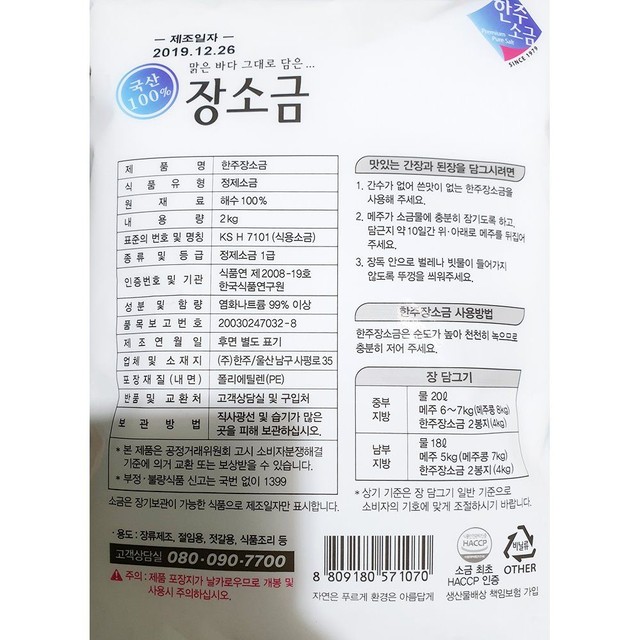 제조일자
2019.12.26
한주
소금
Premium
Pure Salt
SINCE 1979
맑은 바다 그대로 담은...
국산
100%
장소금
제 품 명 한주장소금
식 품 유 형 정제소금
원 재 료 해수 100%
내 용 량 2kg
표준의 번호 및 명칭 KS H 7101 (식용소금)
종 류 및 등 급 정제소금 1급
인증번호 및 기관 식품연 제2008-19호
한국식품연구원
성 분 및 함 량 염화나트륨 99% 이상
품목보고번호 20030247032-8
제 조 연 월 일 후면 별도 표기
업체 및 소재지 (주)한주/울산남구사평로35
포장재질(내면) 폴리에틸렌(PE)
반품 및 교환처 고객상담실 및 구입처
보 관 방 법 직사광선 및 습기가 많은
곳을 피해 보관하십시오.
* 본 제품은 공정거래위원회 고시 소비자분쟁해결
기준에 의거 교환 또는 보상받을 수 있습니다.
* 부정·불량식품 신고는 국번 없이 1399
소금은 장기보관이 가능한 식품으로 제조일자만 표시합니다.
맛있는 간장과 된장을 담그시려면
1. 간수가 없어 쓴맛이 없는 한주장소금을
사용해 주세요.
2. 메주가 소금물에 충분히 잠기도록 하고,
담근지 약 10일간 위·아래로 메주를 뒤집어
주세요.
3. 장독 안으로 벌레나 빗물이 들어가지
않도록 뚜껑을 씌워주세요.
한주장소금 사용방법
한주장소금은 순도가 높아 천천히 녹으므로
충분히 저어 주세요.
장 담그기
중부
지방
물 20ℓ
메주 6~7kg(메주콩 8kg)
한주장소금 2봉지(4kg)
남부
지방
물 18ℓ
메주 5kg(메주콩 7kg)
한주장소금 2봉지(4kg)
* 상기 기준은 장 담그기 일반 기준으로
소비자의 기호에 맞게 조절하시기 바랍니다.
· 용도 : 장류제조, 절임용, 젓갈용, 식품조리 등
고객상담실 080-090-7700
주의 : 제품 포장지가 날카로우므로 개봉 및
사용시 주의하십시오.
8 809180 571070
자연은 푸르게 환경은 아름답게
HACCP
소금 최초
HACCP 인증
비닐류
OTHER
생산물배상 책임보험 가입